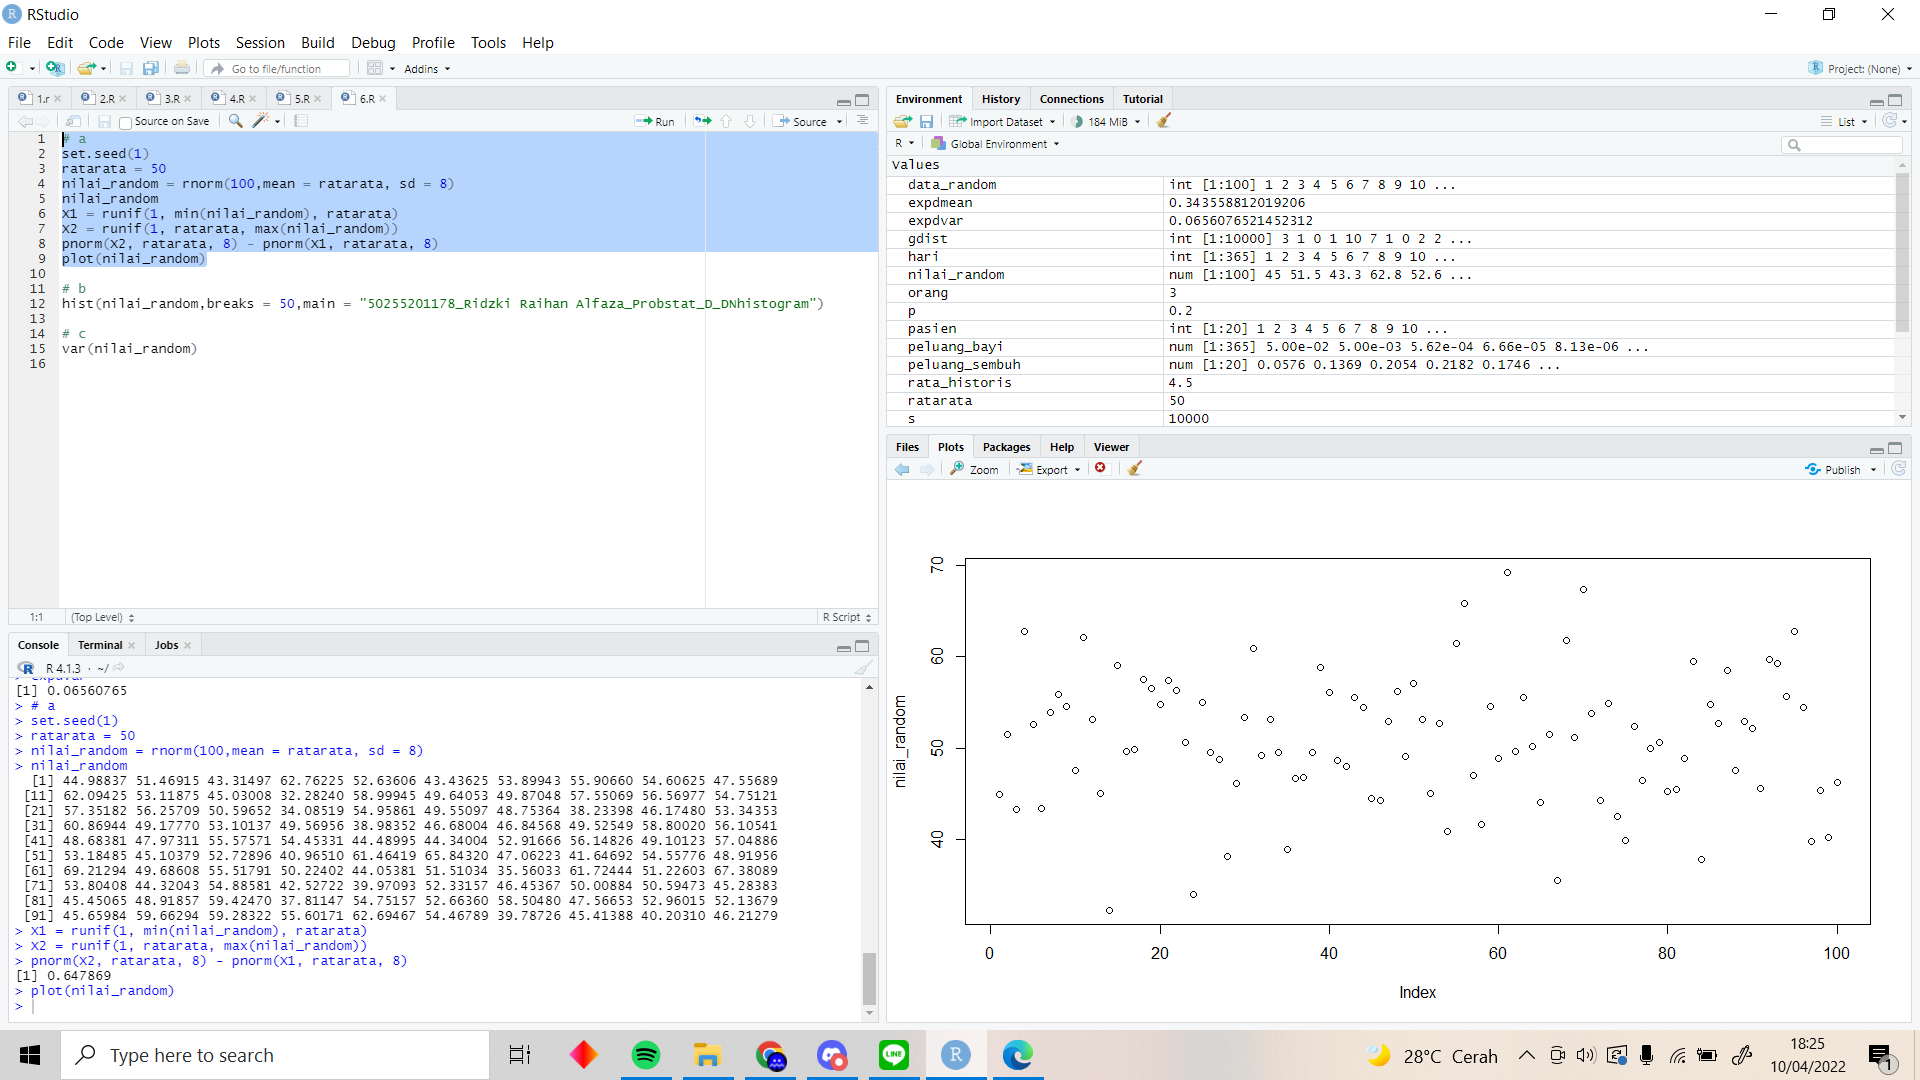 RStudio
File Edit Code View Plots Session Build Debug Profile Tools Help
Go to file/function Addins Project: (None)
1.r 2.R 3.R 4.R 5.R 6.R
Source on Save Run Source
1 # a
2 set.seed(1)
3 ratarata = 50
4 nilai_random = rnorm(100,mean = ratarata, sd = 8)
5 nilai_random
6 X1 = runif(1, min(nilai_random), ratarata)
7 X2 = runif(1, ratarata, max(nilai_random))
8 pnorm(X2, ratarata, 8) - pnorm(X1, ratarata, 8)
9 plot(nilai_random)
10
11 # b
12 hist(nilai_random,breaks = 50,main = "50255201178_Ridzki Raihan Alfaza_Probstat_D_DNhistogram")
13
14 # c
15 var(nilai_random)
16
1:1 (Top Level) R Script
Console Terminal Jobs
R 4.1.3 · ~/
> expdvar
[1] 0.06560765
> # a
> set.seed(1)
> ratarata = 50
> nilai_random = rnorm(100,mean = ratarata, sd = 8)
> nilai_random
[1] 44.98837 51.46915 43.31497 62.76225 52.63606 43.43625 53.89943 55.90660 54.60625 47.55689
[11] 62.09425 53.11875 45.03008 32.28240 58.99945 49.64053 49.87048 57.55069 56.56977 54.75121
[21] 57.35182 56.25709 50.59652 34.08519 54.95861 49.55097 48.75364 38.23398 46.17480 53.34353
[31] 60.86944 49.17770 53.10137 49.56956 38.98352 46.68004 46.84568 49.52549 58.80020 56.10541
[41] 48.68381 47.97311 55.57571 54.45331 44.48995 44.34004 52.91666 56.14826 49.10123 57.04886
[51] 53.18485 45.10379 52.72896 40.96510 61.46419 65.84320 47.06223 41.64692 54.55776 48.91956
[61] 69.21294 49.68608 55.51791 50.22402 44.05381 51.51034 35.56033 61.72444 51.22603 67.38089
[71] 53.80408 44.32043 54.88581 42.52722 39.97093 52.33157 46.45367 50.00884 50.59473 45.28383
[81] 45.45065 48.91857 59.42470 37.81147 54.75157 52.66360 58.50480 47.56653 52.96015 52.13679
[91] 45.65984 59.66294 59.28322 55.60171 62.69467 54.46789 39.78726 45.41388 40.20310 46.21279
> X1 = runif(1, min(nilai_random), ratarata)
> X2 = runif(1, ratarata, max(nilai_random))
> pnorm(X2, ratarata, 8) - pnorm(X1, ratarata, 8)
[1] 0.647869
> plot(nilai_random)
>
Environment History Connections Tutorial
Import Dataset 184 MiB List
R Global Environment
Values
data_random int [1:100] 1 2 3 4 5 6 7 8 9 10 ...
expdmean 0.343558812019206
expdvar 0.0656076521452312
gdist int [1:10000] 3 1 0 1 10 7 1 0 2 2 ...
hari int [1:365] 1 2 3 4 5 6 7 8 9 10 ...
nilai_random num [1:100] 45 51.5 43.3 62.8 52.6 ...
orang 3
p 0.2
pasien int [1:20] 1 2 3 4 5 6 7 8 9 10 ...
peluang_bayi num [1:365] 5.00e-02 5.00e-03 5.62e-04 6.66e-05 8.13e-06 ...
peluang_sembuh num [1:20] 0.0576 0.1369 0.2054 0.2182 0.1746 ...
rata_historis 4.5
ratarata 50
s 10000
Files Plots Packages Help Viewer
Zoom Export Publish
70
60
50
40
nilai_random
0 20 40 60 80 100
Index
Type here to search
LINE
R
28°C Cerah
18:25
10/04/2022
1